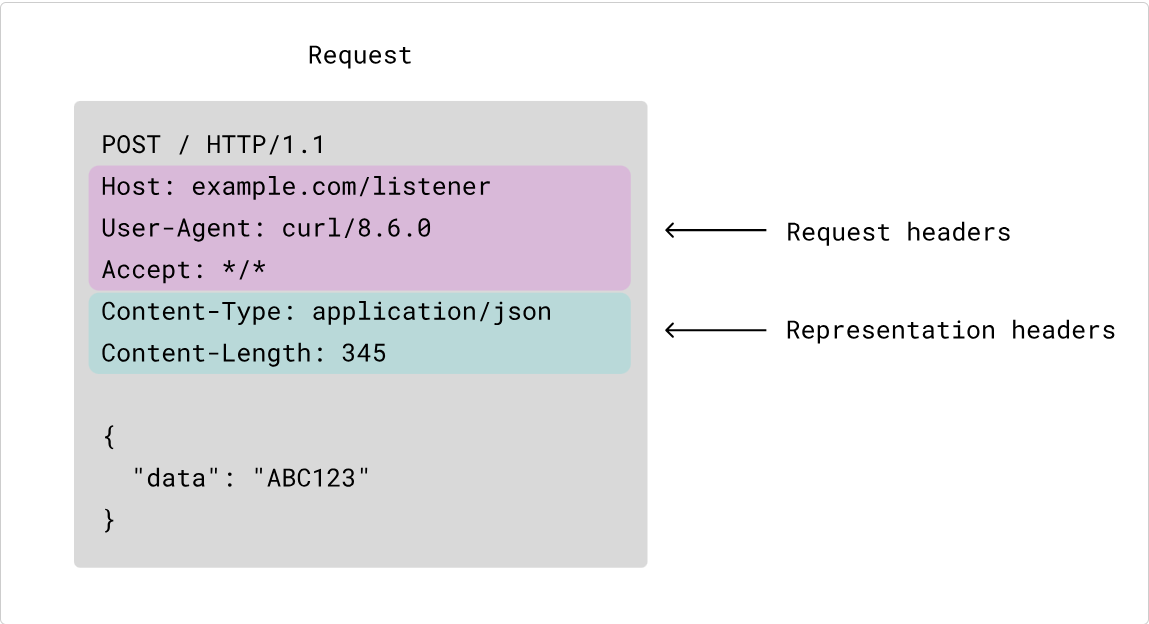 Request
POST / HTTP/1.1
Host: example.com/listener
User-Agent: curl/8.6.0
Accept: */*
Content-Type: application/json
Content-Length: 345
{
  "data": "ABC123"
}
Request headers
Representation headers